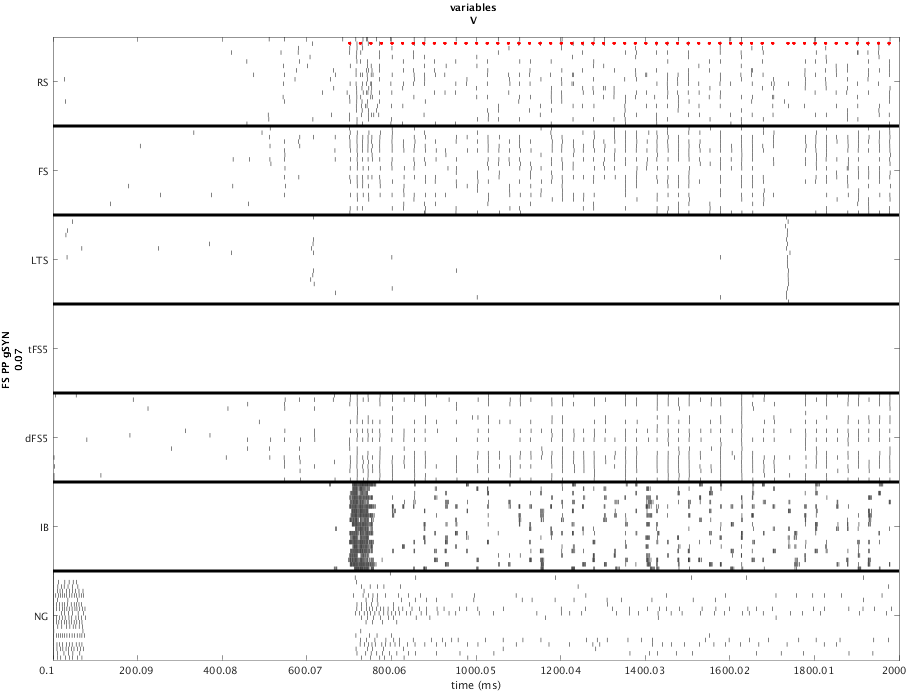 variables
V
RS
FS
LTS
tFS5
dFS5
IB
NG
FS PP gSYN
0.07
0.1 200.09 400.08 600.07 800.06 1000.05 1200.04 1400.03 1600.02 1800.01 2000
time (ms)